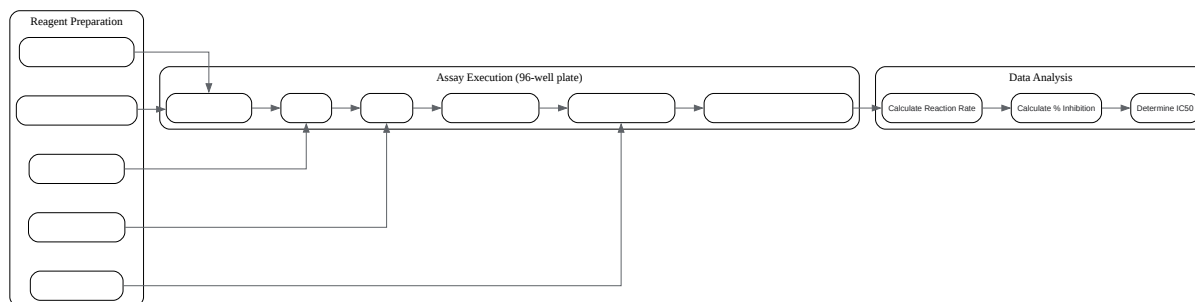 Reagent Preparation
Assay Execution (96-well plate)
Data Analysis
Calculate Reaction Rate
Calculate % Inhibition
Determine IC50